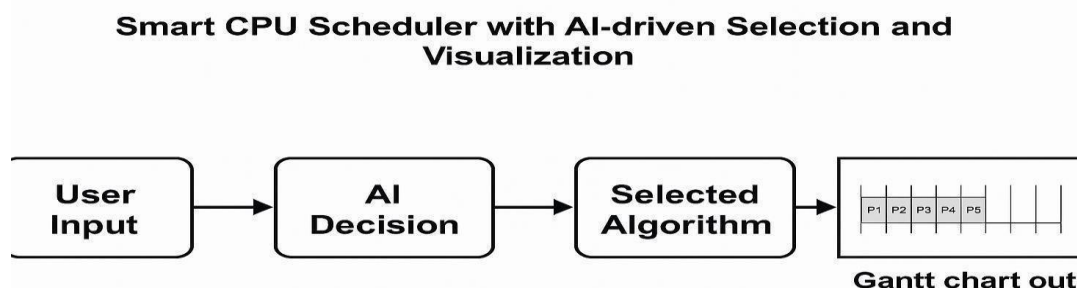 Smart CPU Scheduler with AI-driven Selection and
Visualization
User
Input
AI
Decision
Selected
Algorithm
P1 P2 P3 P4 P5
Gantt chart out